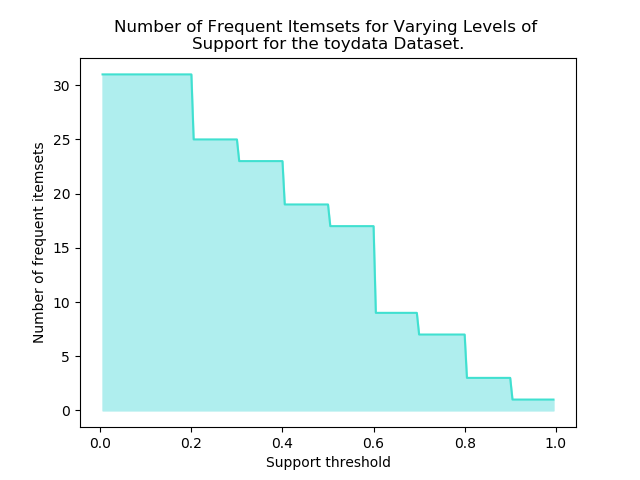 Number of Frequent Itemsets for Varying Levels of
Support for the toydata Dataset.
Number of frequent itemsets
30
25
20
15
10
5
0
0.0 0.2 0.4 0.6 0.8 1.0
Support threshold